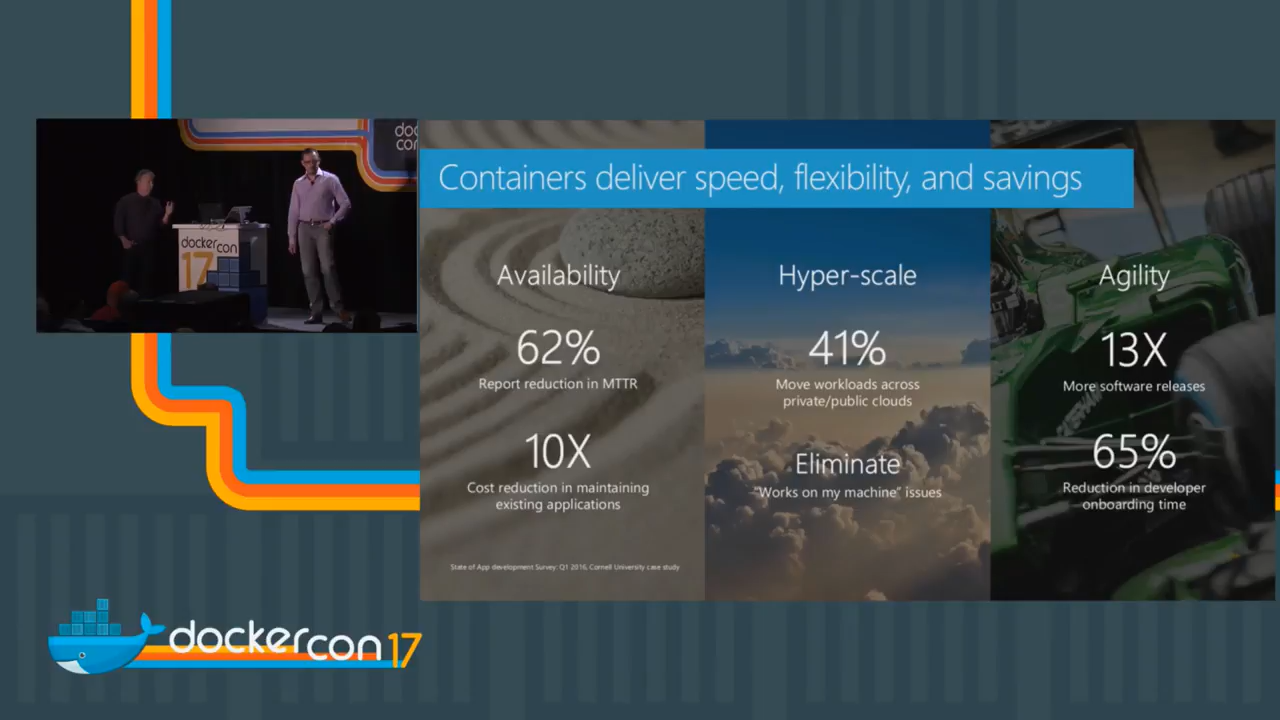 doc
con
dockercon
17
Containers deliver speed, flexibility, and savings
Availability
62%
Report reduction in MTTR
10X
Cost reduction in maintaining
existing applications
State of App development Survey: Q1 2016, Cornell University case study
Hyper-scale
41%
Move workloads across
private/public clouds
Eliminate
"Works on my machine" issues
Agility
13X
More software releases
65%
Reduction in developer
onboarding time
dockercon 17